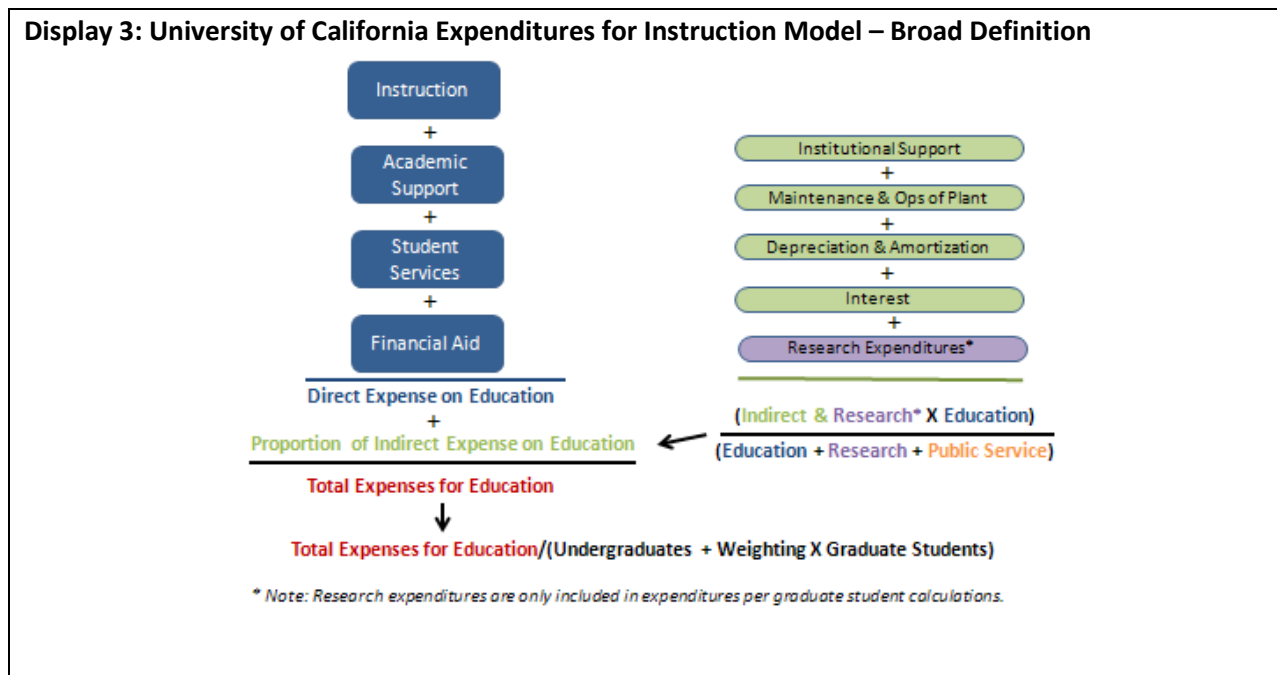 Display 3: University of California Expenditures for Instruction Model – Broad Definition
Instruction
+
Academic
Support
+
Student
Services
+
Financial Aid
Direct Expense on Education
+
Proportion of Indirect Expense on Education
Total Expenses for Education
Institutional Support
+
Maintenance & Ops of Plant
+
Depreciation & Amortization
+
Interest
+
Research Expenditures*
(Indirect & Research* X Education)
(Education + Research + Public Service)
Total Expenses for Education/(Undergraduates + Weighting X Graduate Students)
* Note: Research expenditures are only included in expenditures per graduate student calculations.